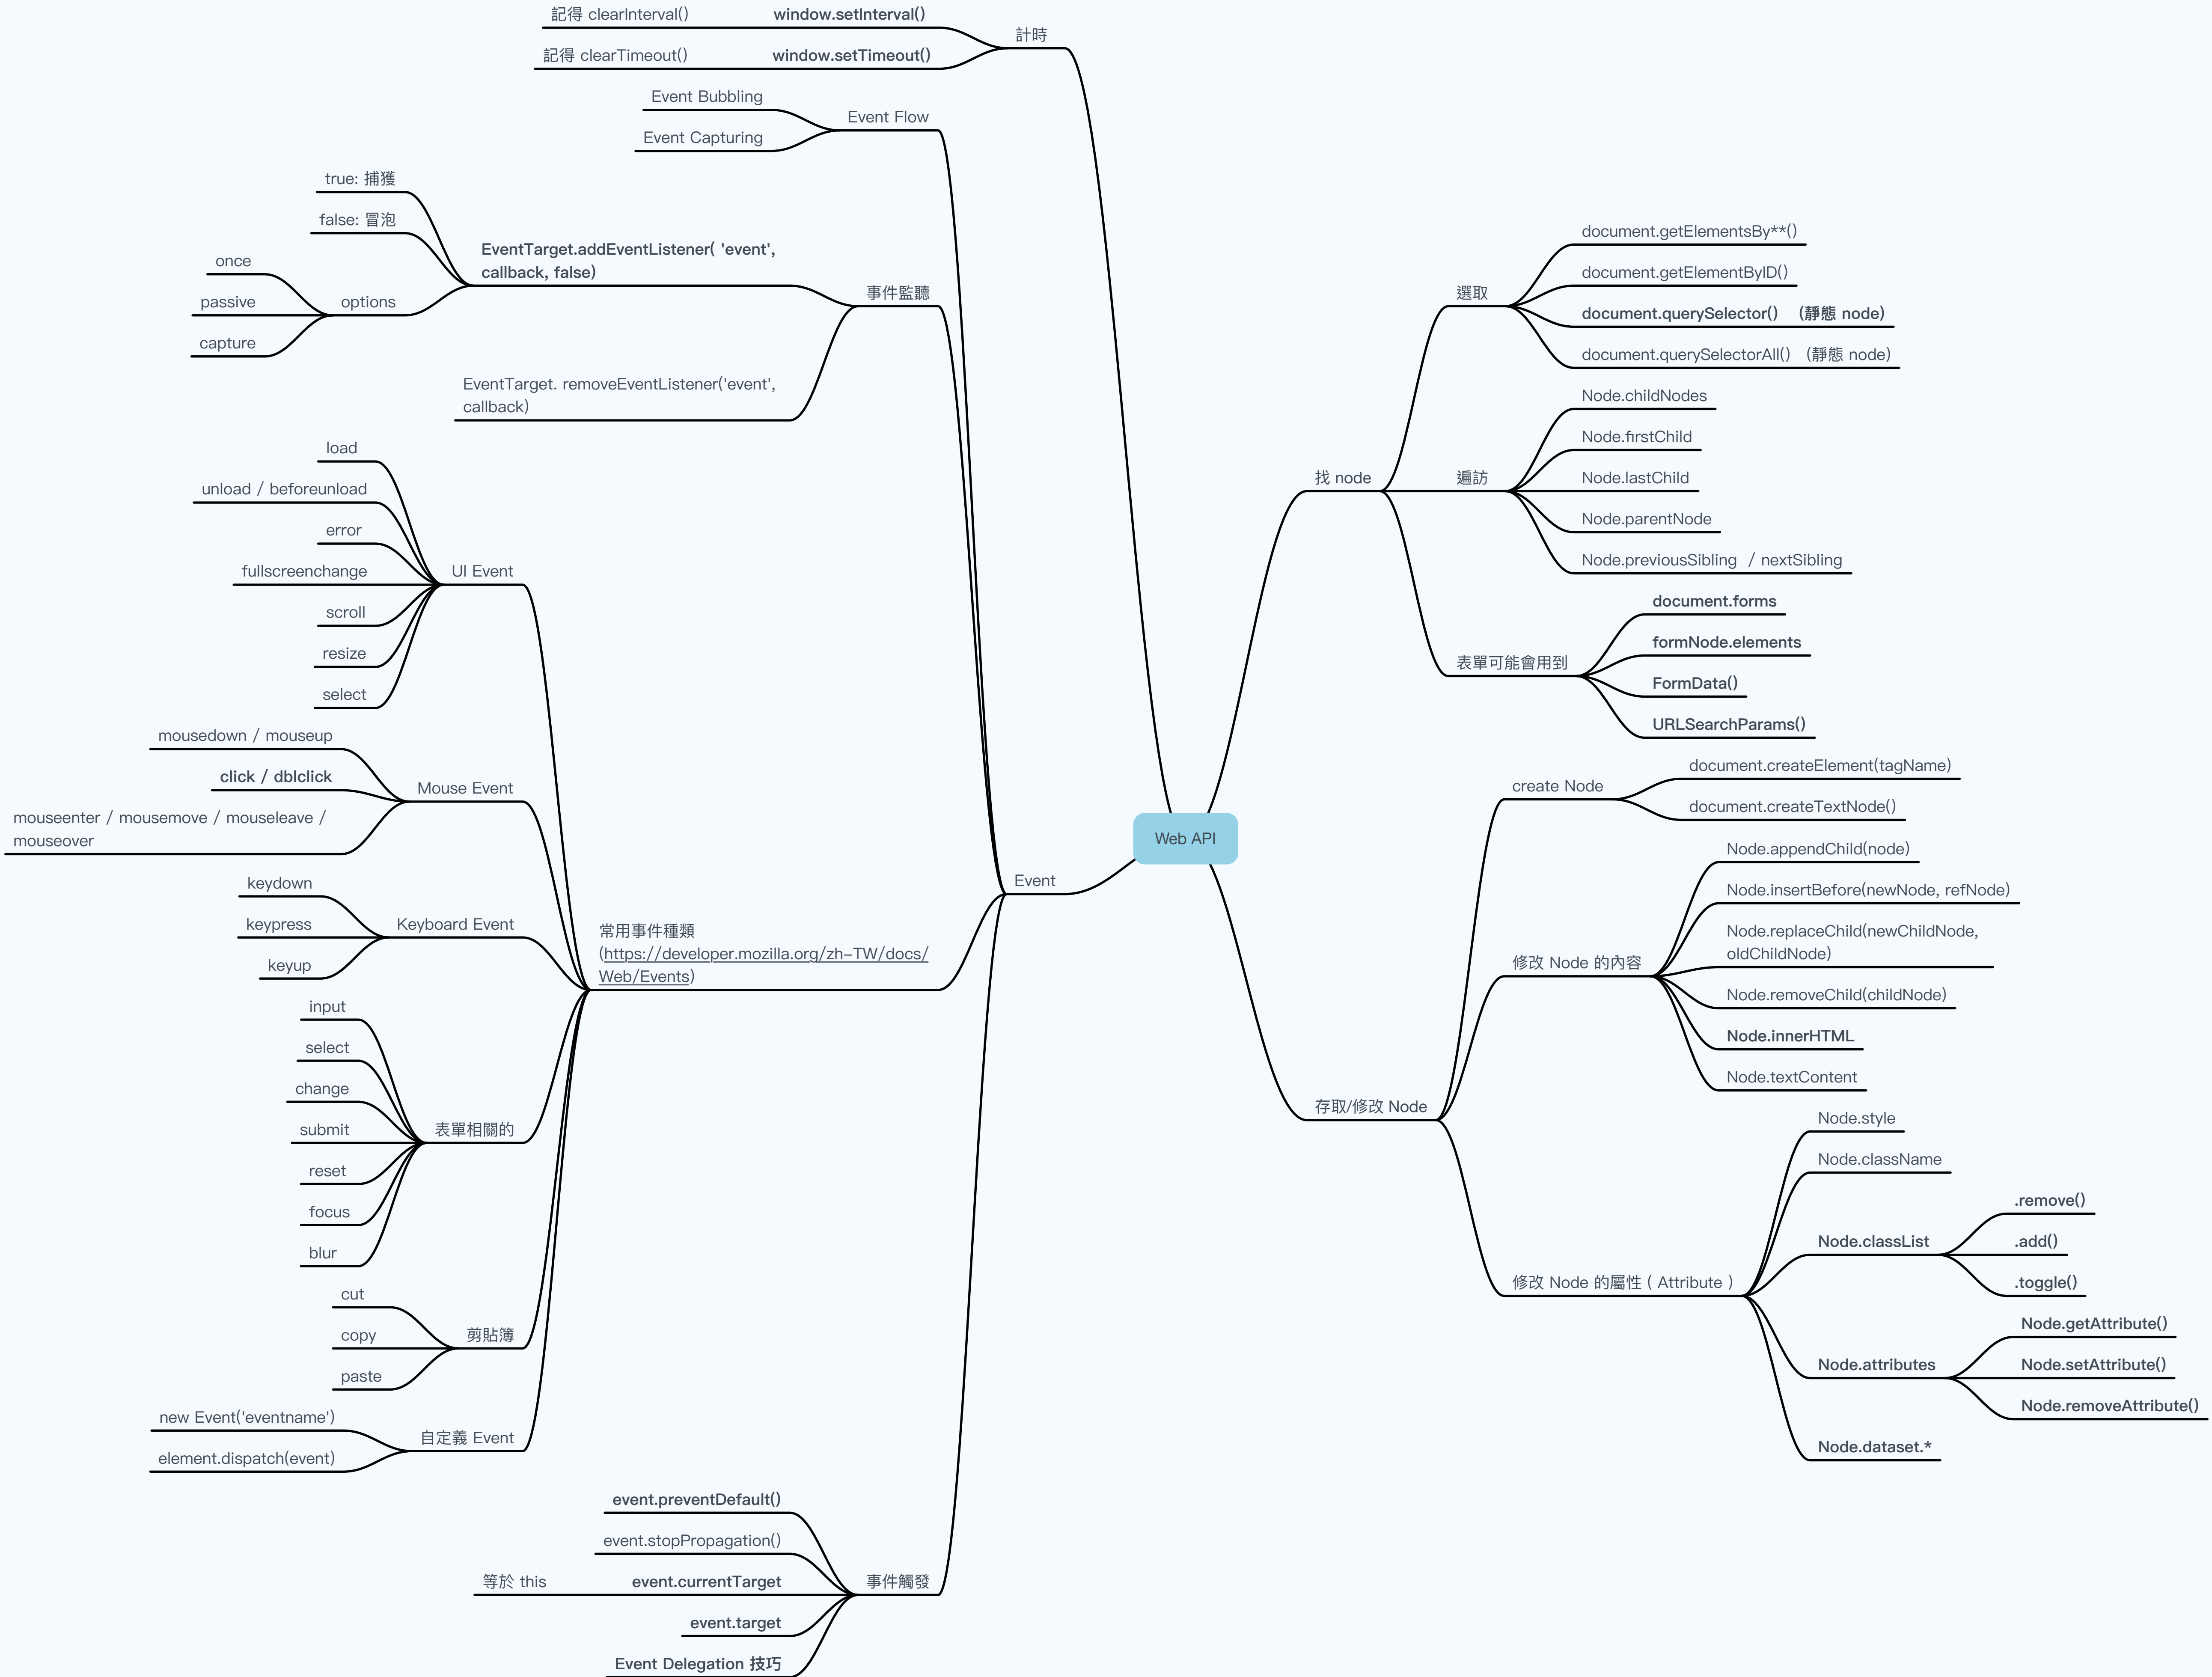 Web API
計時
window.setInterval()
記得 clearInterval()
window.setTimeout()
記得 clearTimeout()
Event
Event Flow
Event Bubbling
Event Capturing
事件監聽
EventTarget.addEventListener( 'event',
callback, false)
true: 捕獲
false: 冒泡
options
once
passive
capture
EventTarget. removeEventListener('event',
callback)
常用事件種類
(https://developer.mozilla.org/zh-TW/docs/
Web/Events)
UI Event
load
unload / beforeunload
error
fullscreenchange
scroll
resize
select
Mouse Event
mousedown / mouseup
click / dblclick
mouseenter / mousemove / mouseleave /
mouseover
Keyboard Event
keydown
keypress
keyup
表單相關的
input
select
change
submit
reset
focus
blur
剪貼簿
cut
copy
paste
自定義 Event
new Event('eventname')
element.dispatch(event)
事件觸發
event.preventDefault()
event.stopPropagation()
event.currentTarget
等於 this
event.target
Event Delegation 技巧
找 node
選取
document.getElementsBy**()
document.getElementByID()
document.querySelector() （靜態 node)
document.querySelectorAll() （靜態 node)
遍訪
Node.childNodes
Node.firstChild
Node.lastChild
Node.parentNode
Node.previousSibling / nextSibling
表單可能會用到
document.forms
formNode.elements
FormData()
URLSearchParams()
存取/修改 Node
create Node
document.createElement(tagName)
document.createTextNode()
修改 Node 的內容
Node.appendChild(node)
Node.insertBefore(newNode, refNode)
Node.replaceChild(newChildNode,
oldChildNode)
Node.removeChild(childNode)
Node.innerHTML
Node.textContent
修改 Node 的屬性 ( Attribute )
Node.style
Node.className
Node.classList
.remove()
.add()
.toggle()
Node.attributes
Node.getAttribute()
Node.setAttribute()
Node.removeAttribute()
Node.dataset.*